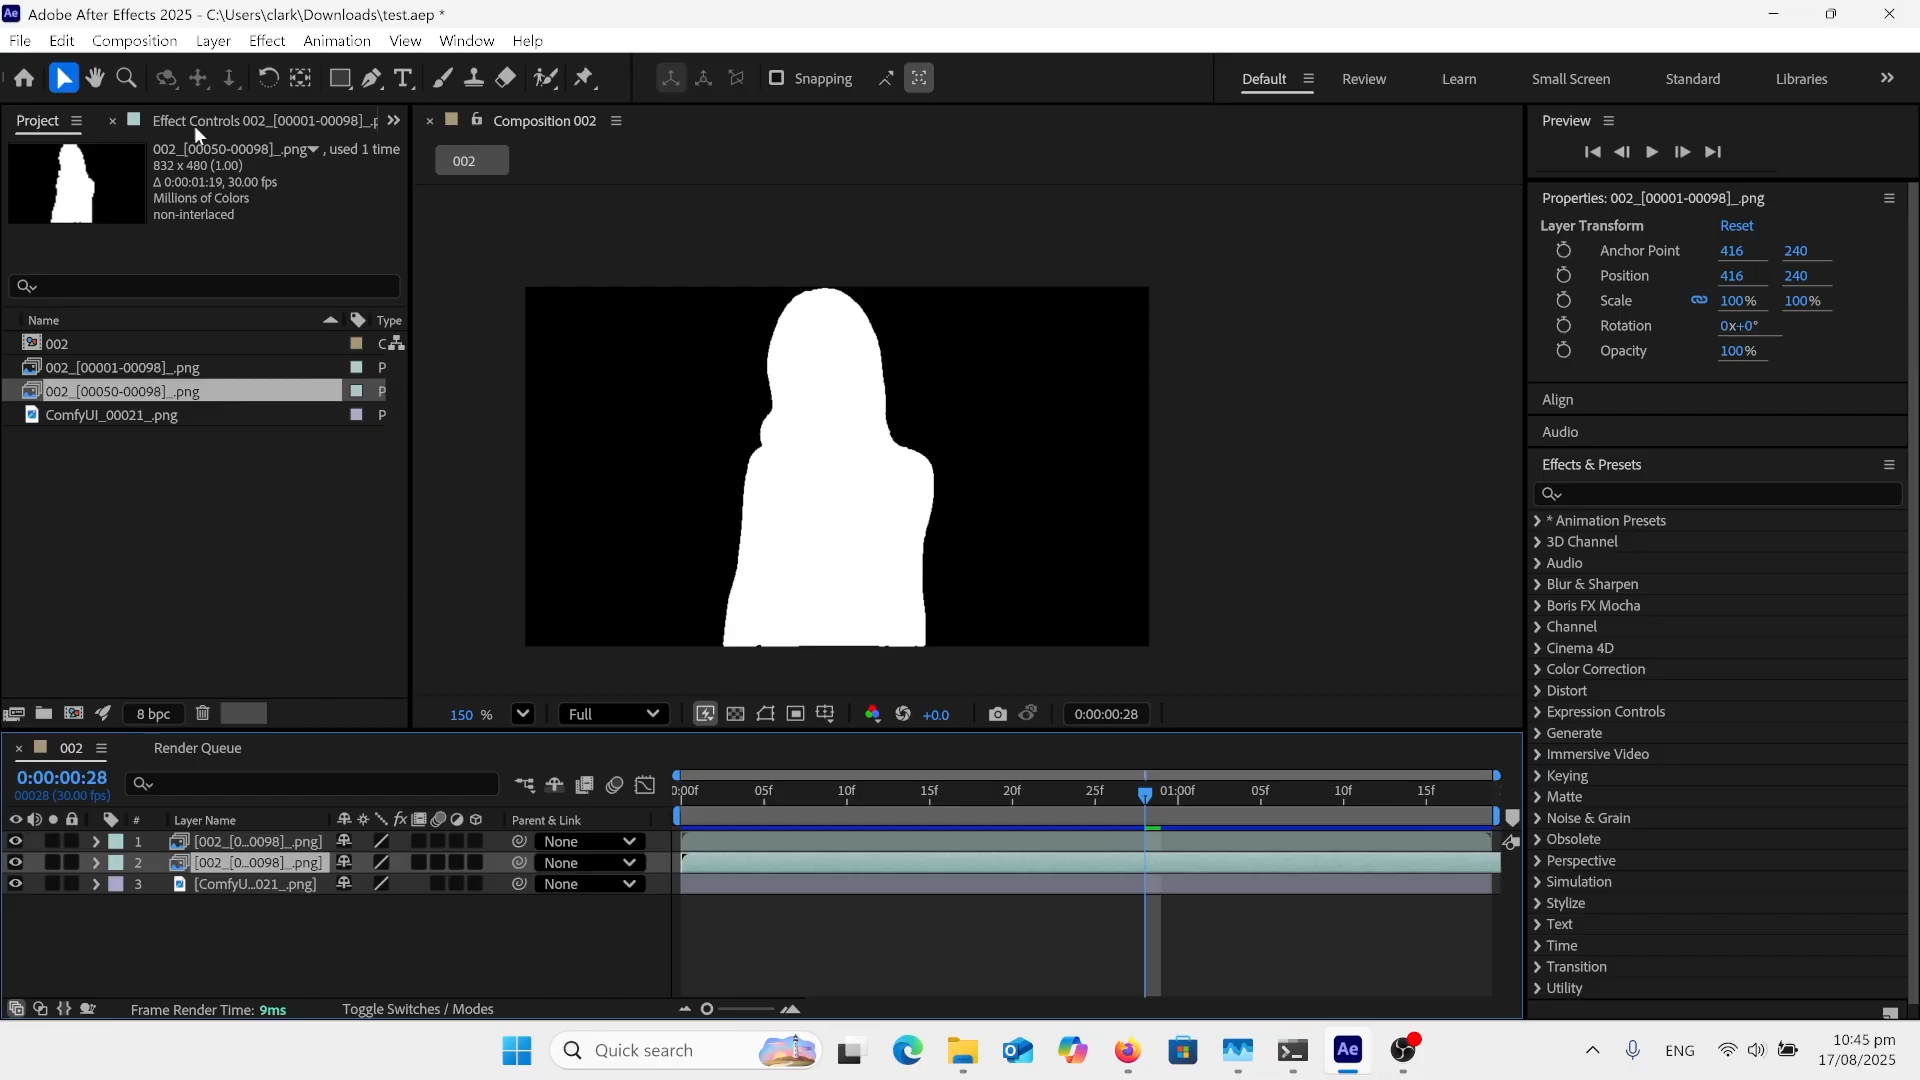 Ae Adobe After Effects 2025 - C:\Users\clark\Downloads\test.aep *
File Edit Composition Layer Effect Animation View Window Help
Snapping
Default Review Learn Small Screen Standard Libraries
Project
Effect Controls 002_[00001-00098]_.p
002_[00050-00098]_.png , used 1 time
832 x 480 (1.00)
Δ 0:00:01:19, 30.00 fps
Millions of Colors
non-interlaced
Name Type
002 C
002_[00001-00098]_.png P
002_[00050-00098]_.png P
ComfyUI_00021_.png P
8 bpc
Composition 002
002
150 % Full +0.0 0:00:00:28
Preview
Properties: 002_[00001-00098]_.png
Layer Transform Reset
Anchor Point 416 240
Position 416 240
Scale 100% 100%
Rotation 0x+0°
Opacity 100%
Align
Audio
Effects & Presets
* Animation Presets
3D Channel
Audio
Blur & Sharpen
Boris FX Mocha
Channel
Cinema 4D
Color Correction
Distort
Expression Controls
Generate
Immersive Video
Keying
Matte
Noise & Grain
Obsolete
Perspective
Simulation
Stylize
Text
Time
Transition
Utility
002 Render Queue
0:00:00:28
00028 (30.00 fps)
):00f 05f 10f 15f 20f 25f 01:00f 05f 10f 15f
# Layer Name fx Parent & Link
1 [002_[0...0098]_.png] None
2 [002_[0...0098]_.png] None
3 [ComfyU...021_.png] None
Frame Render Time: 9ms Toggle Switches / Modes
Quick search
Ae
ENG
10:45 pm
17/08/2025